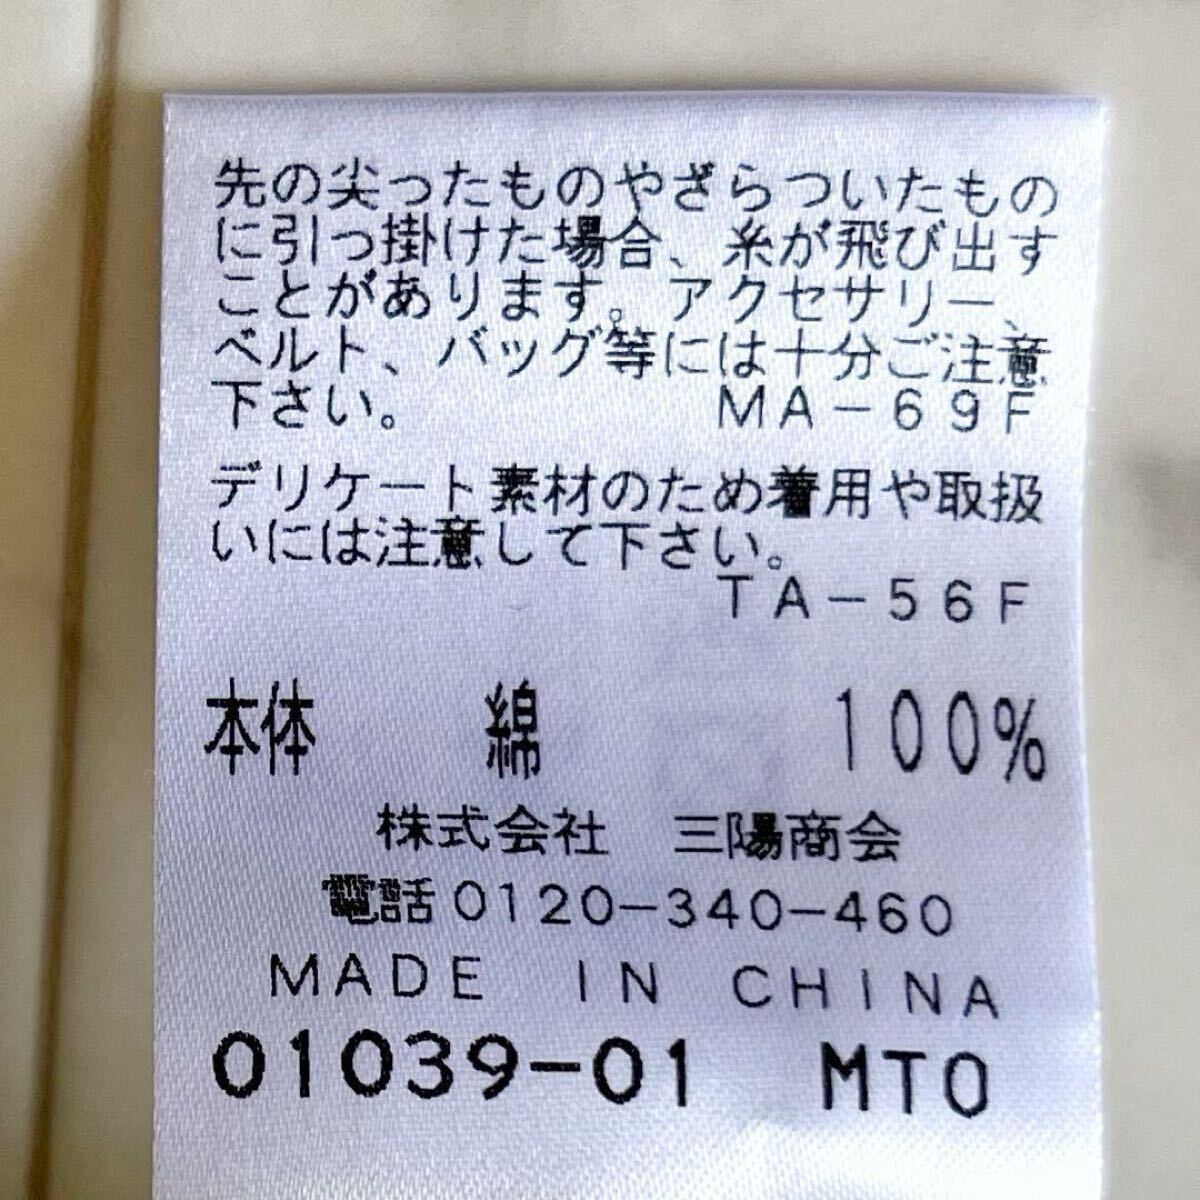 先の尖ったものやざらついたもの
に引っ掛けた場合、糸が飛び出す
ことがあります。アクセサリー、
ベルト、バッグ等には十分ご注意
下さい。 MA-69F
デリケート素材のため着用や取扱
いには注意して下さい。
TA-56F
本体 綿 100%
株式会社 三陽商会
電話0120-340-460
MADE IN CHINA
01039-01 MTO